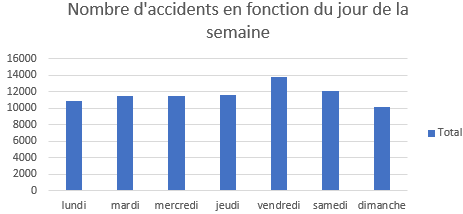 Nombre d'accidents en fonction du jour de la
semaine
16000
14000
12000
10000
8000
6000
4000
2000
0
lundi mardi mercredi jeudi vendredi samedi dimanche
Total